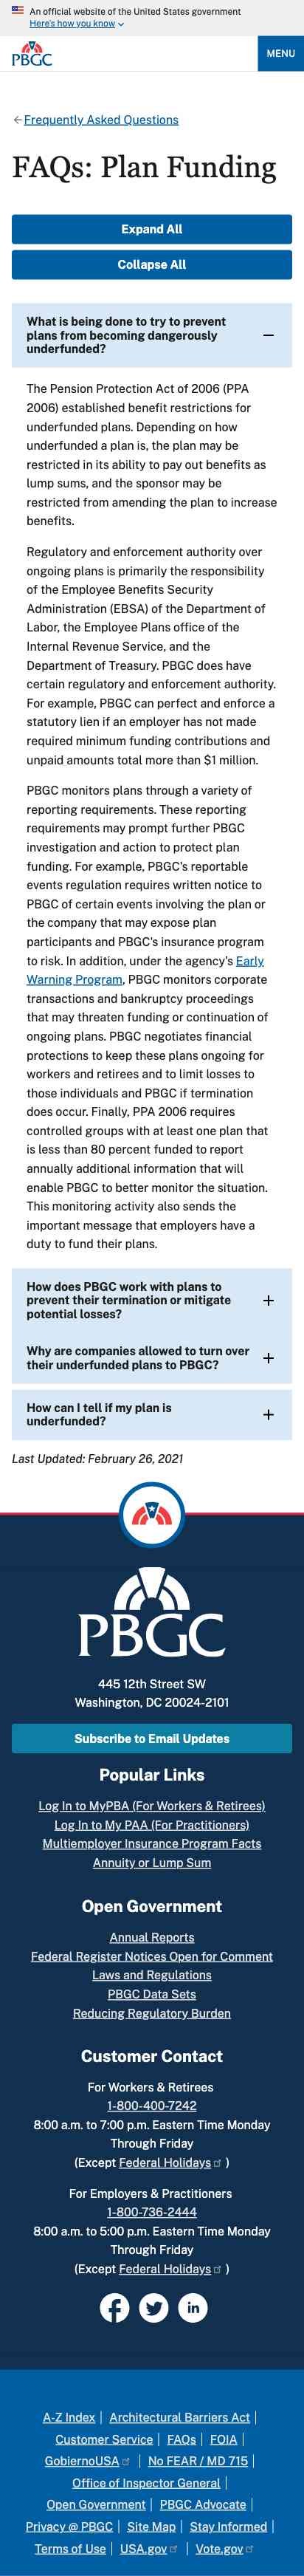 An official website of the United States government
Here's how you know
PBGC
MENU
Frequently Asked Questions
FAQs: Plan Funding
Expand All
Collapse All
What is being done to try to prevent
plans from becoming dangerously
underfunded?
The Pension Protection Act of 2006 (PPA
2006) established benefit restrictions for
underfunded plans. Depending on how
underfunded a plan is, the plan may be
restricted in its ability to pay out benefits as
lump sums, and the sponsor may be
restricted from amending the plan to increase
benefits.
Regulatory and enforcement authority over
ongoing plans is primarily the responsibility
of the Employee Benefits Security
Administration (EBSA) of the Department of
Labor, the Employee Plans office of the
Internal Revenue Service, and the
Department of Treasury. PBGC does have
certain regulatory and enforcement authority.
For example, PBGC can perfect and enforce a
statutory lien if an employer has not made
required minimum funding contributions and
unpaid amounts total more than $1 million.
PBGC monitors plans through a variety of
reporting requirements. These reporting
requirements may prompt further PBGC
investigation and action to protect plan
funding. For example, PBGC's reportable
events regulation requires written notice to
PBGC of certain events involving the plan or
the company that may expose plan
participants and PBGC's insurance program
to risk. In addition, under the agency's Early
Warning Program, PBGC monitors corporate
transactions and bankruptcy proceedings
that may threaten funding or continuation of
ongoing plans. PBGC negotiates financial
protections to keep these plans ongoing for
workers and retirees and to limit losses to
those individuals and PBGC if termination
does occur. Finally, PPA 2006 requires
controlled groups with at least one plan that
is less than 80 percent funded to report
annually additional information that will
enable PBGC to better monitor the situation.
This monitoring activity also sends the
important message that employers have a
duty to fund their plans.
How does PBGC work with plans to
prevent their termination or mitigate
potential losses?
Why are companies allowed to turn over
their underfunded plans to PBGC?
How can I tell if my plan is
underfunded?
Last Updated: February 26, 2021
PBGC
445 12th Street SW
Washington, DC 20024-2101
Subscribe to Email Updates
Popular Links
Log In to MyPBA (For Workers & Retirees)
Log In to My PAA (For Practitioners)
Multiemployer Insurance Program Facts
Annuity or Lump Sum
Open Government
Annual Reports
Federal Register Notices Open for Comment
Laws and Regulations
PBGC Data Sets
Reducing Regulatory Burden
Customer Contact
For Workers & Retirees
1-800-400-7242
8:00 a.m. to 7:00 p.m. Eastern Time Monday
Through Friday
(Except Federal Holidays )
For Employers & Practitioners
1-800-736-2444
8:00 a.m. to 5:00 p.m. Eastern Time Monday
Through Friday
(Except Federal Holidays )
A-Z Index | Architectural Barriers Act |
Customer Service | FAQs | FOIA |
GobiernoUSA | No FEAR / MD 715 |
Office of Inspector General |
Open Government | PBGC Advocate |
Privacy @ PBGC | Site Map | Stay Informed |
Terms of Use | USA.gov | Vote.gov